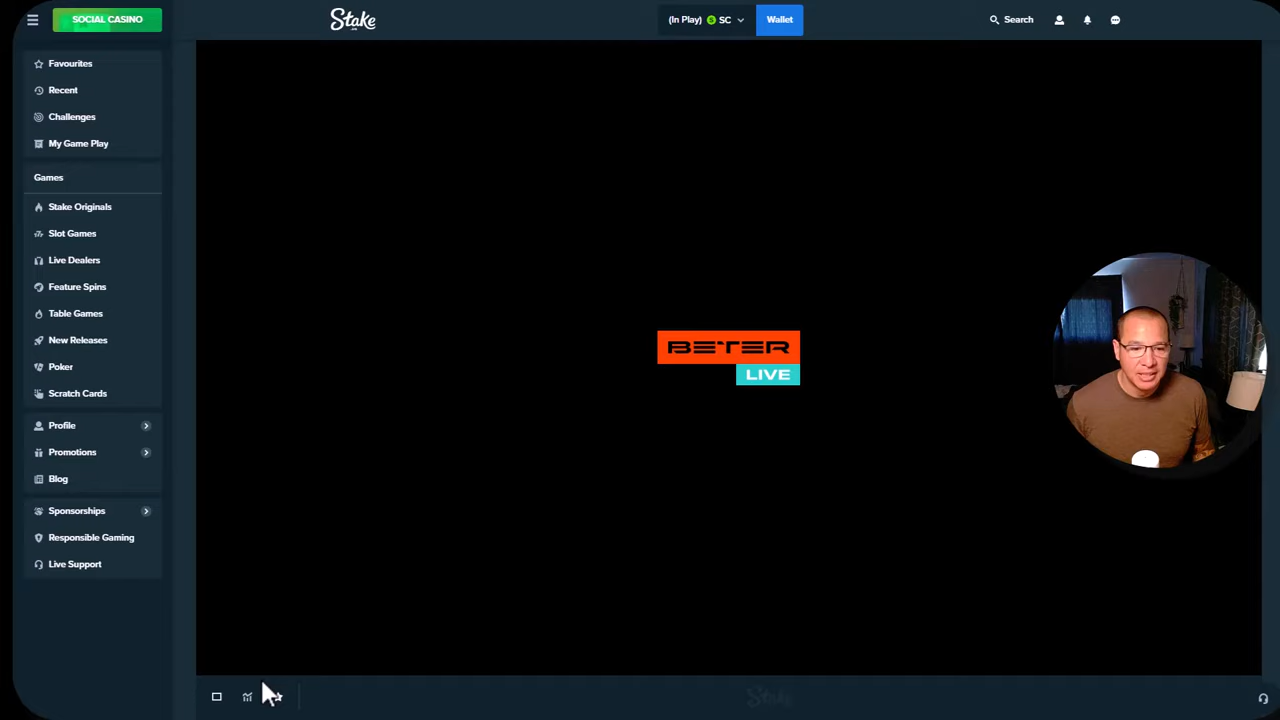 SOCIAL CASINO
Stake
(In Play) SC
Wallet
Search
Favourites
Recent
Challenges
My Game Play
Games
Stake Originals
Slot Games
Live Dealers
Feature Spins
Table Games
New Releases
Poker
Scratch Cards
Profile
Promotions
Blog
Sponsorships
Responsible Gaming
Live Support
BETER
LIVE
Stake